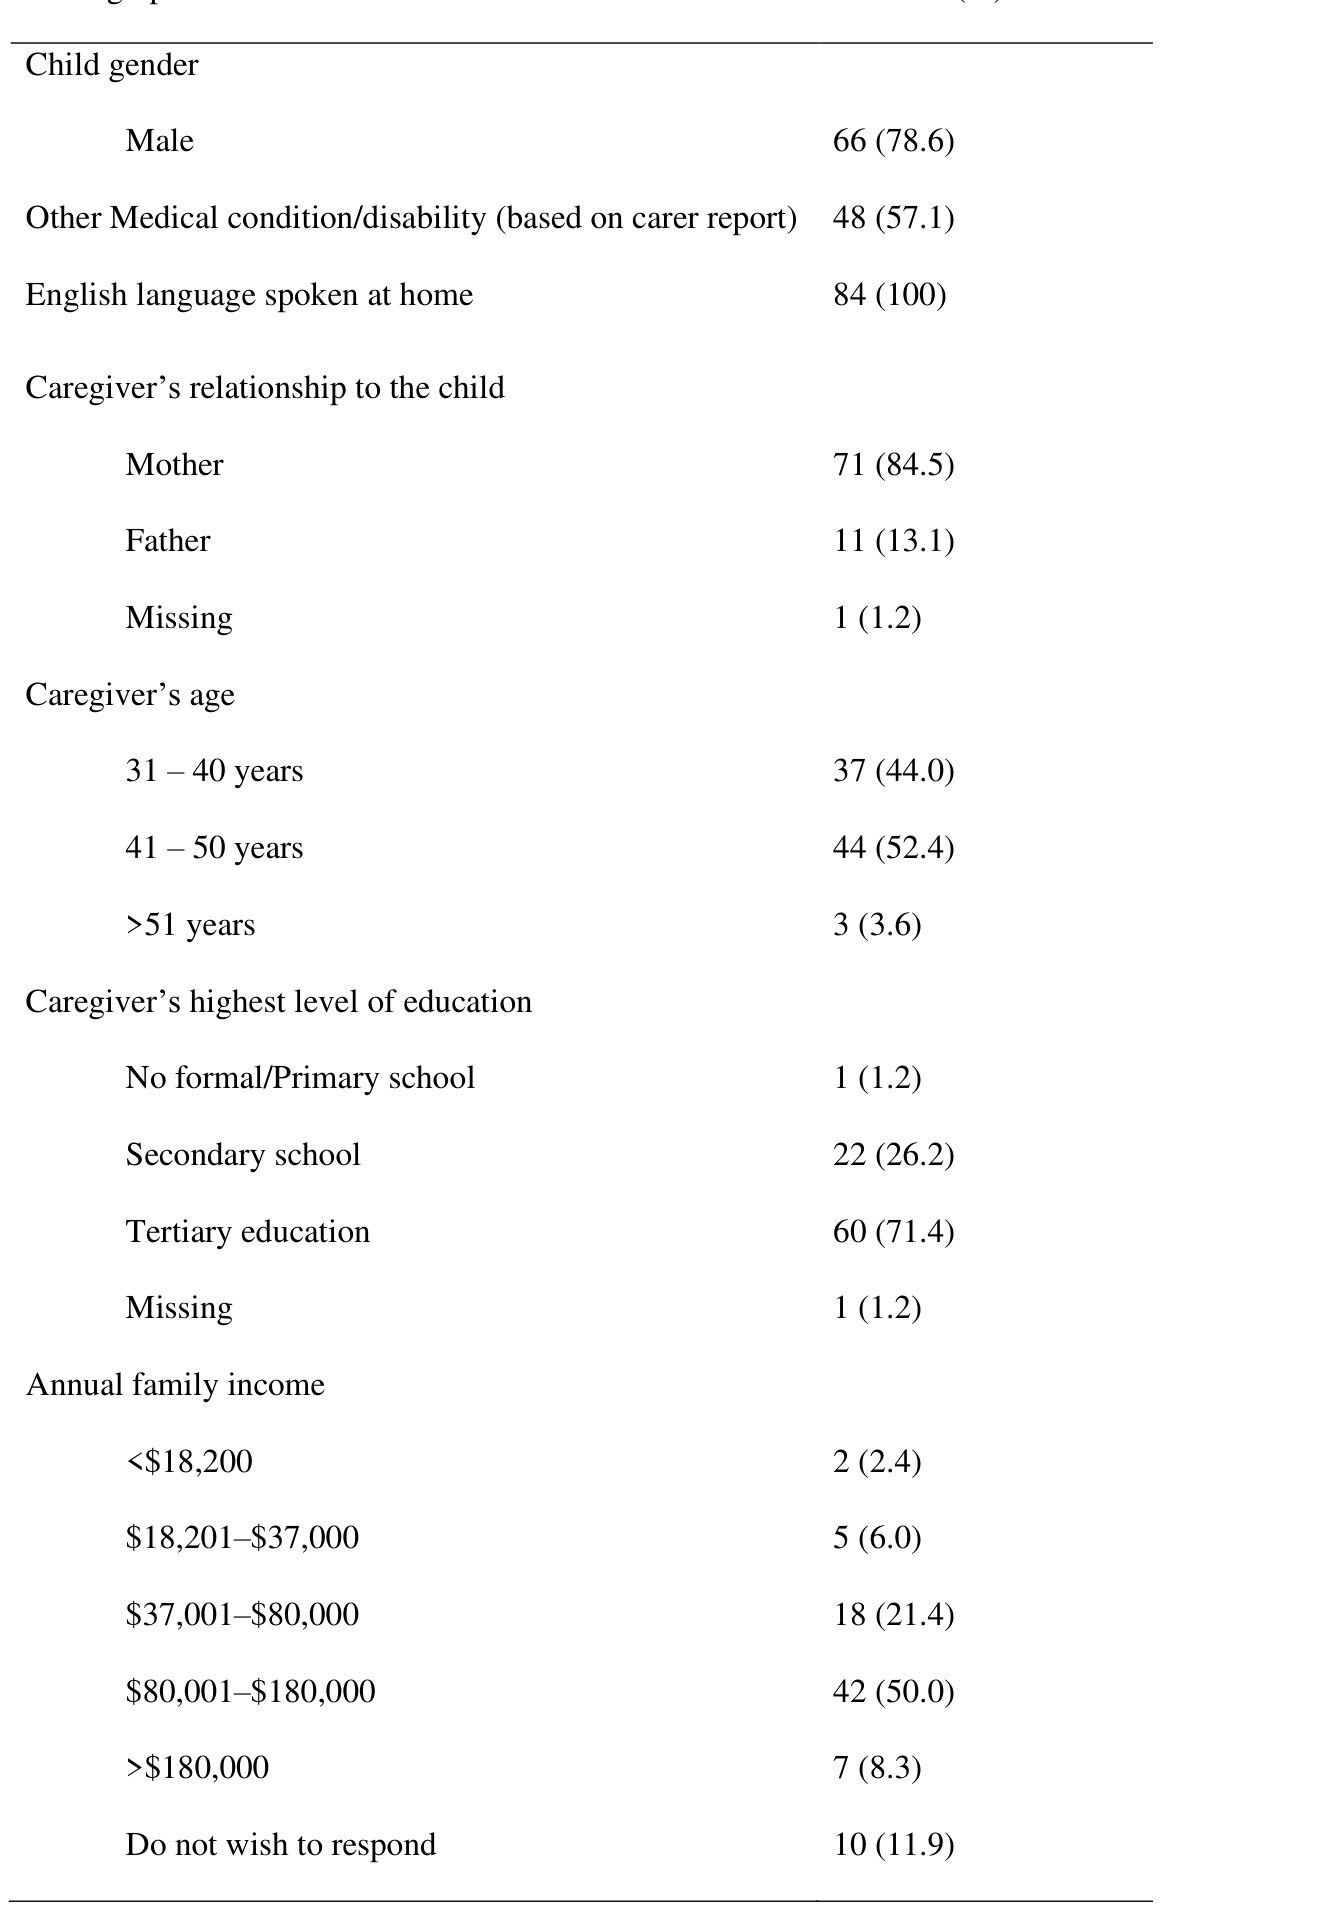 Child gender
Male 66 (78.6)
Other Medical condition/disability (based on carer report) 48 (57.1)
English language spoken at home 84 (100)
Caregiver’s relationship to the child
Mother 71 (84.5)
Father 11 (13.1)
Missing 1 (1.2)
Caregiver’s age
31 – 40 years 37 (44.0)
41 – 50 years 44 (52.4)
>51 years 3 (3.6)
Caregiver’s highest level of education
No formal/Primary school 1 (1.2)
Secondary school 22 (26.2)
Tertiary education 60 (71.4)
Missing 1 (1.2)
Annual family income
<$18,200 2 (2.4)
$18,201–$37,000 5 (6.0)
$37,001–$80,000 18 (21.4)
$80,001–$180,000 42 (50.0)
>$180,000 7 (8.3)
Do not wish to respond 10 (11.9)